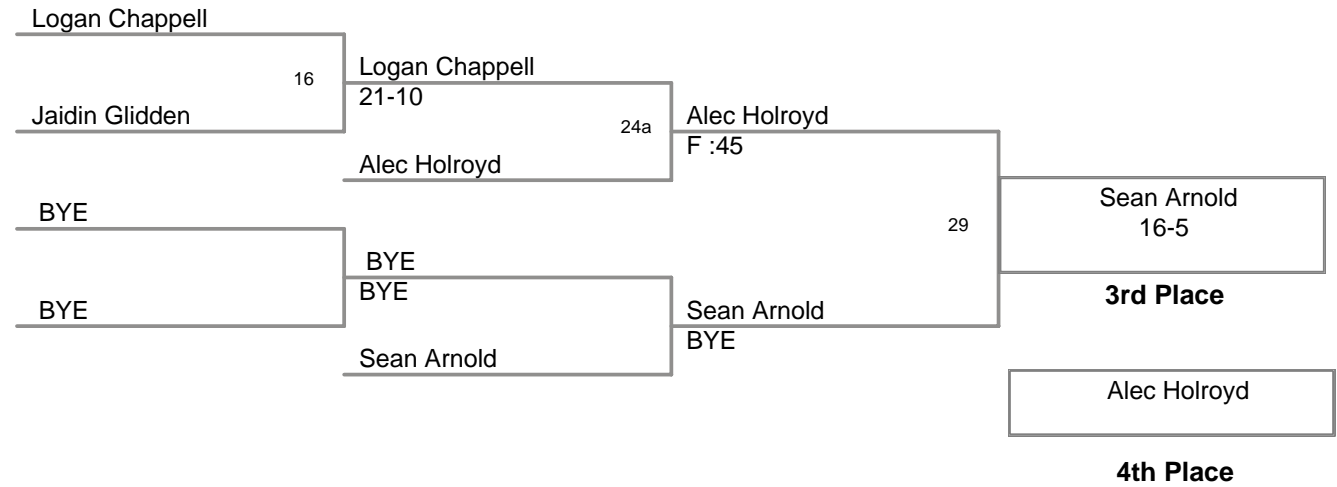 Logan Chappell
16
Jaidin Glidden
Logan Chappell
21-10
24a
Alec Holroyd
Alec Holroyd
F :45
BYE
BYE
BYE
BYE
Sean Arnold
Sean Arnold
BYE
29
Sean Arnold
16-5
3rd Place
Alec Holroyd
4th Place